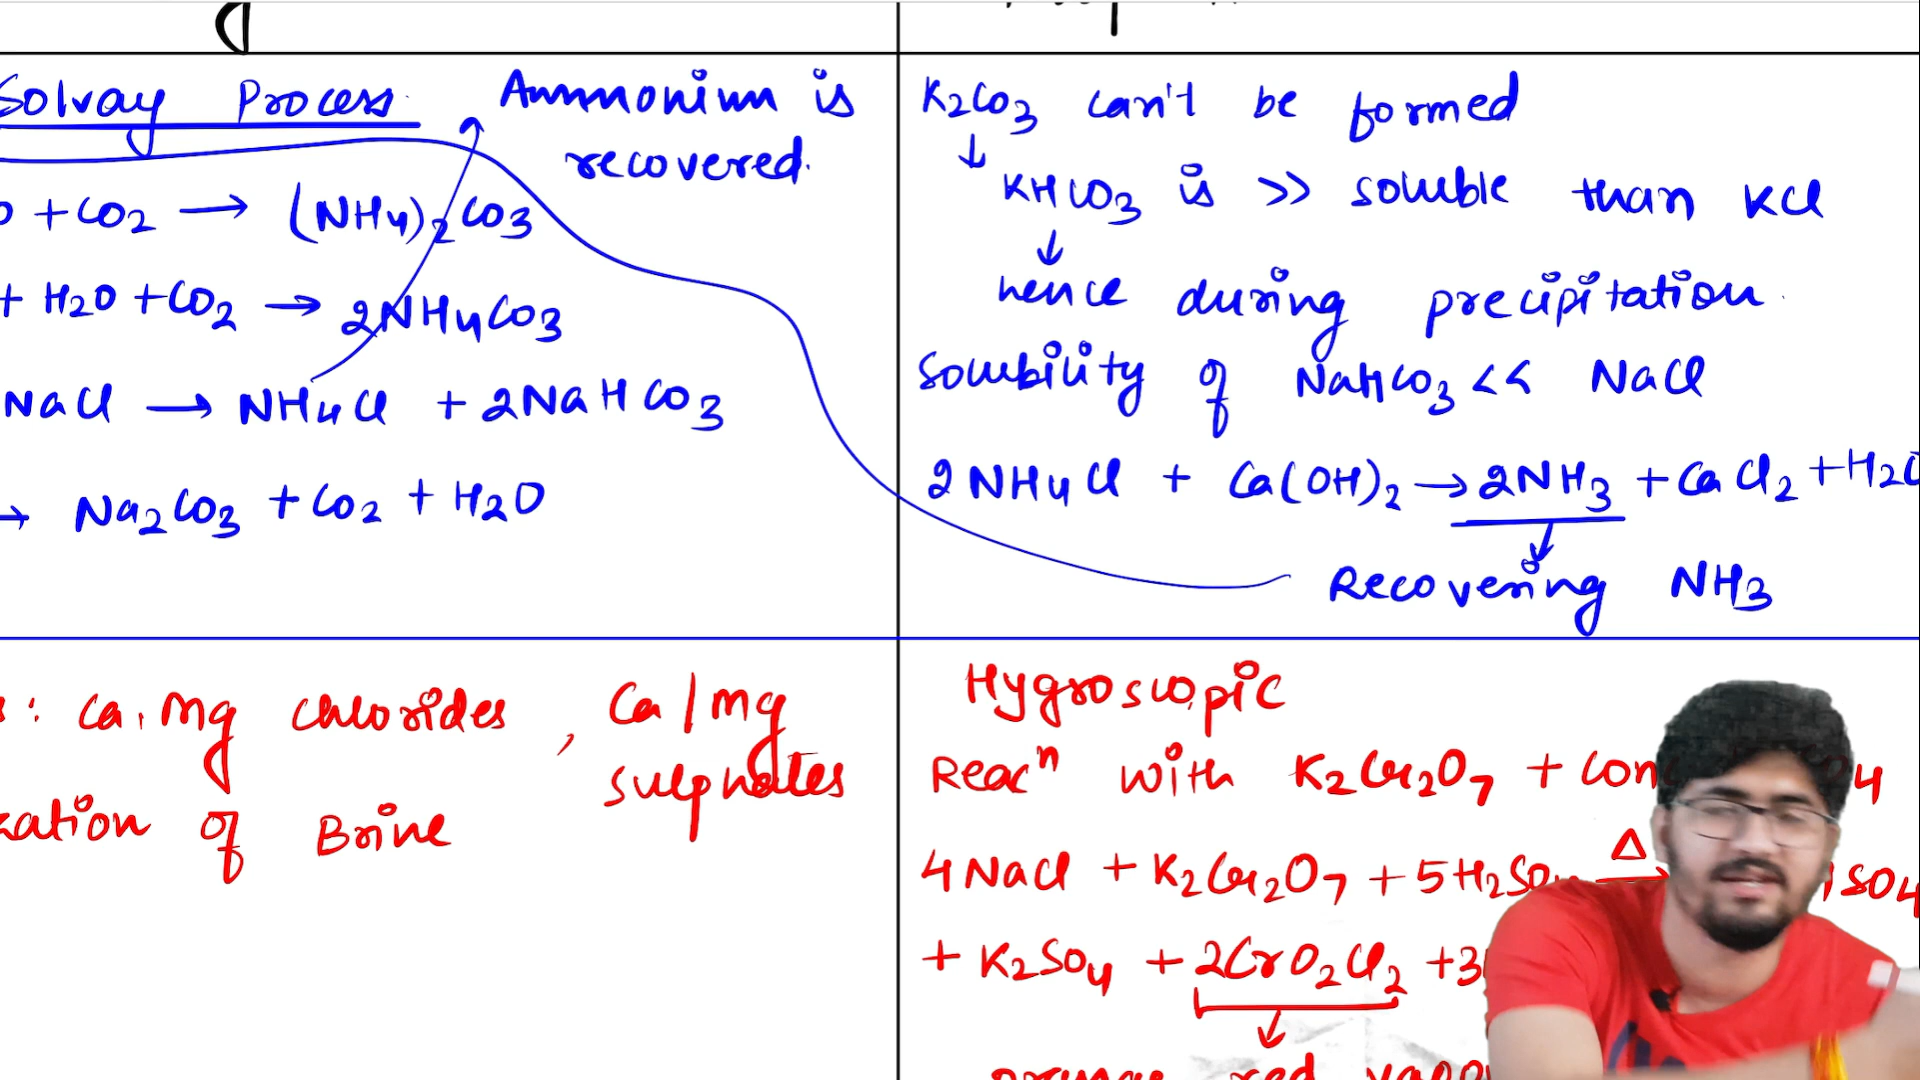 Solvay Process
Ammonium is
recovered.
+ CO2 → (NH4)2CO3
+ H2O + CO2 → 2NH4CO3
NaCl → NH4Cl + 2NaHCO3
→ Na2CO3 + CO2 + H2O
K2CO3 can't be formed
↓
KHCO3 is >> soluble than KCl
↓
hence during precipitation
Solubility of NaHCO3 << NaCl
2NH4Cl + Ca(OH)2 → 2NH3 + CaCl2 + H2O
↓
Recovering NH3
: Ca, Mg chlorides, Ca/Mg
sulphates
of Brine
Hygroscopic
Reacn with K2Cr2O7 + con
4NaCl + K2Cr2O7 + 5H2SO Δ
SO4
+ K2SO4 + 2CrO2Cl2 + 3
↓
red